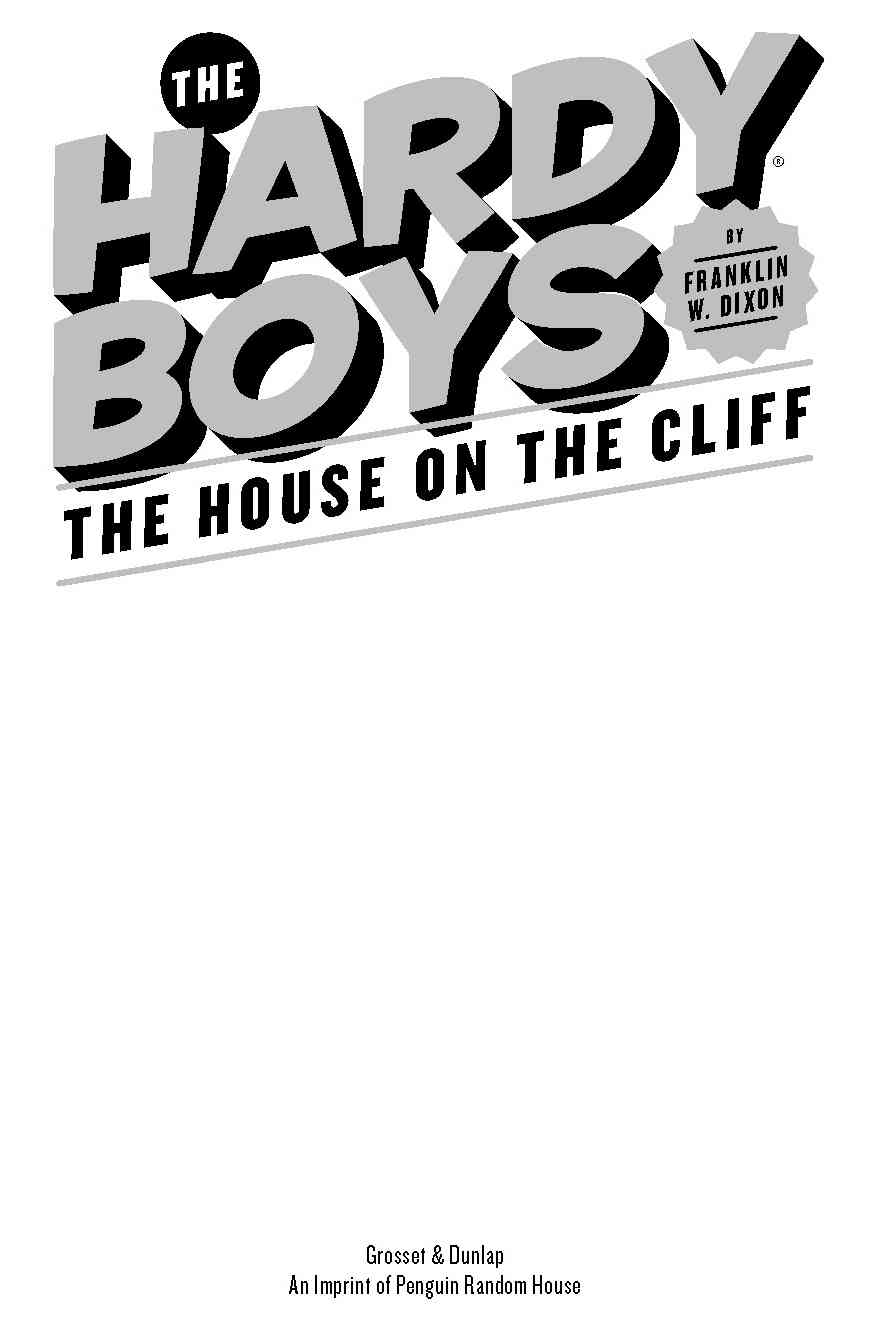 THE
HARDY
BOYS®
BY
FRANKLIN
W. DIXON
THE HOUSE ON THE CLIFF
Grosset & Dunlap
An Imprint of Penguin Random House